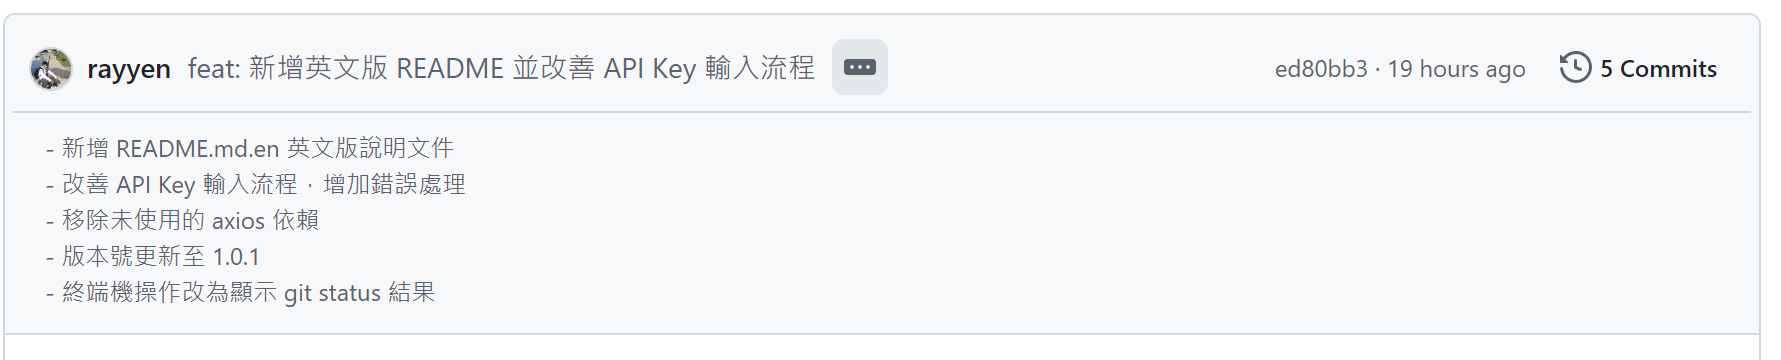 rayyen feat: 新增英文版 README 並改善 API Key 輸入流程 ed80bb3 · 19 hours ago 5 Commits
- 新增 README.md.en 英文版說明文件
- 改善 API Key 輸入流程，增加錯誤處理
- 移除未使用的 axios 依賴
- 版本號更新至 1.0.1
- 終端機操作改為顯示 git status 結果